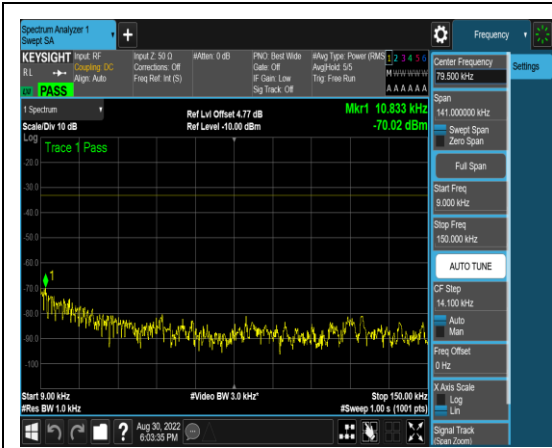 Spectrum Analyzer 1
Swept SA
Frequency
KEYSIGHT
Input: RF
Coupling: DC
Align: Auto
Input Z: 50 Ω
Corrections: Off
Freq Ref: Int (S)
#Atten: 0 dB
PNO: Best Wide
Gate: Off
IF Gain: Low
Sig Track: Off
#Avg Type: Power (RMS
Avg|Hold: 5/5
Trig: Free Run
1 2 3 4 5 6
M W W W W W
A A A A A A
R L
PASS
1 Spectrum
Scale/Div 10 dB
Ref Lvl Offset 4.77 dB
Ref Level -10.00 dBm
Mkr1 10.833 kHz
-70.02 dBm
Log
Trace 1 Pass
-20.0
-30.0
-40.0
-50.0
-60.0
1
-70.0
-80.0
-90.0
-100
Start 9.00 kHz
#Res BW 1.0 kHz
#Video BW 3.0 kHz*
Stop 150.00 kHz
#Sweep 1.00 s (1001 pts)
Aug 30, 2022
6:03:35 PM
Center Frequency
79.500 kHz
Settings
Span
141.000000 kHz
Swept Span
Zero Span
Full Span
Start Freq
9.000 kHz
Stop Freq
150.000 kHz
AUTO TUNE
CF Step
14.100 kHz
Auto
Man
Freq Offset
0 Hz
X Axis Scale
Log
Lin
Signal Track
(Span Zoom)